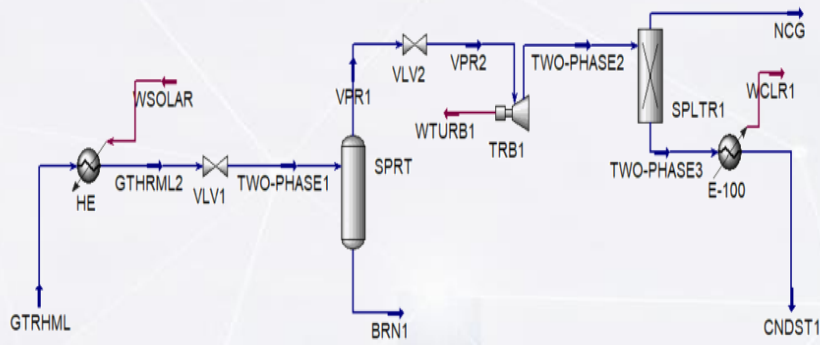 NCG
VLV2
VPR2
TWO-PHASE2
WSOLAR
VPR1
WCLR1
WTURB1
SPLTR1
TRB1
SPRT
TWO-PHASE3
GTHRML2
TWO-PHASE1
E-100
HE
VLV1
GTRHML
BRN1
CNDST1